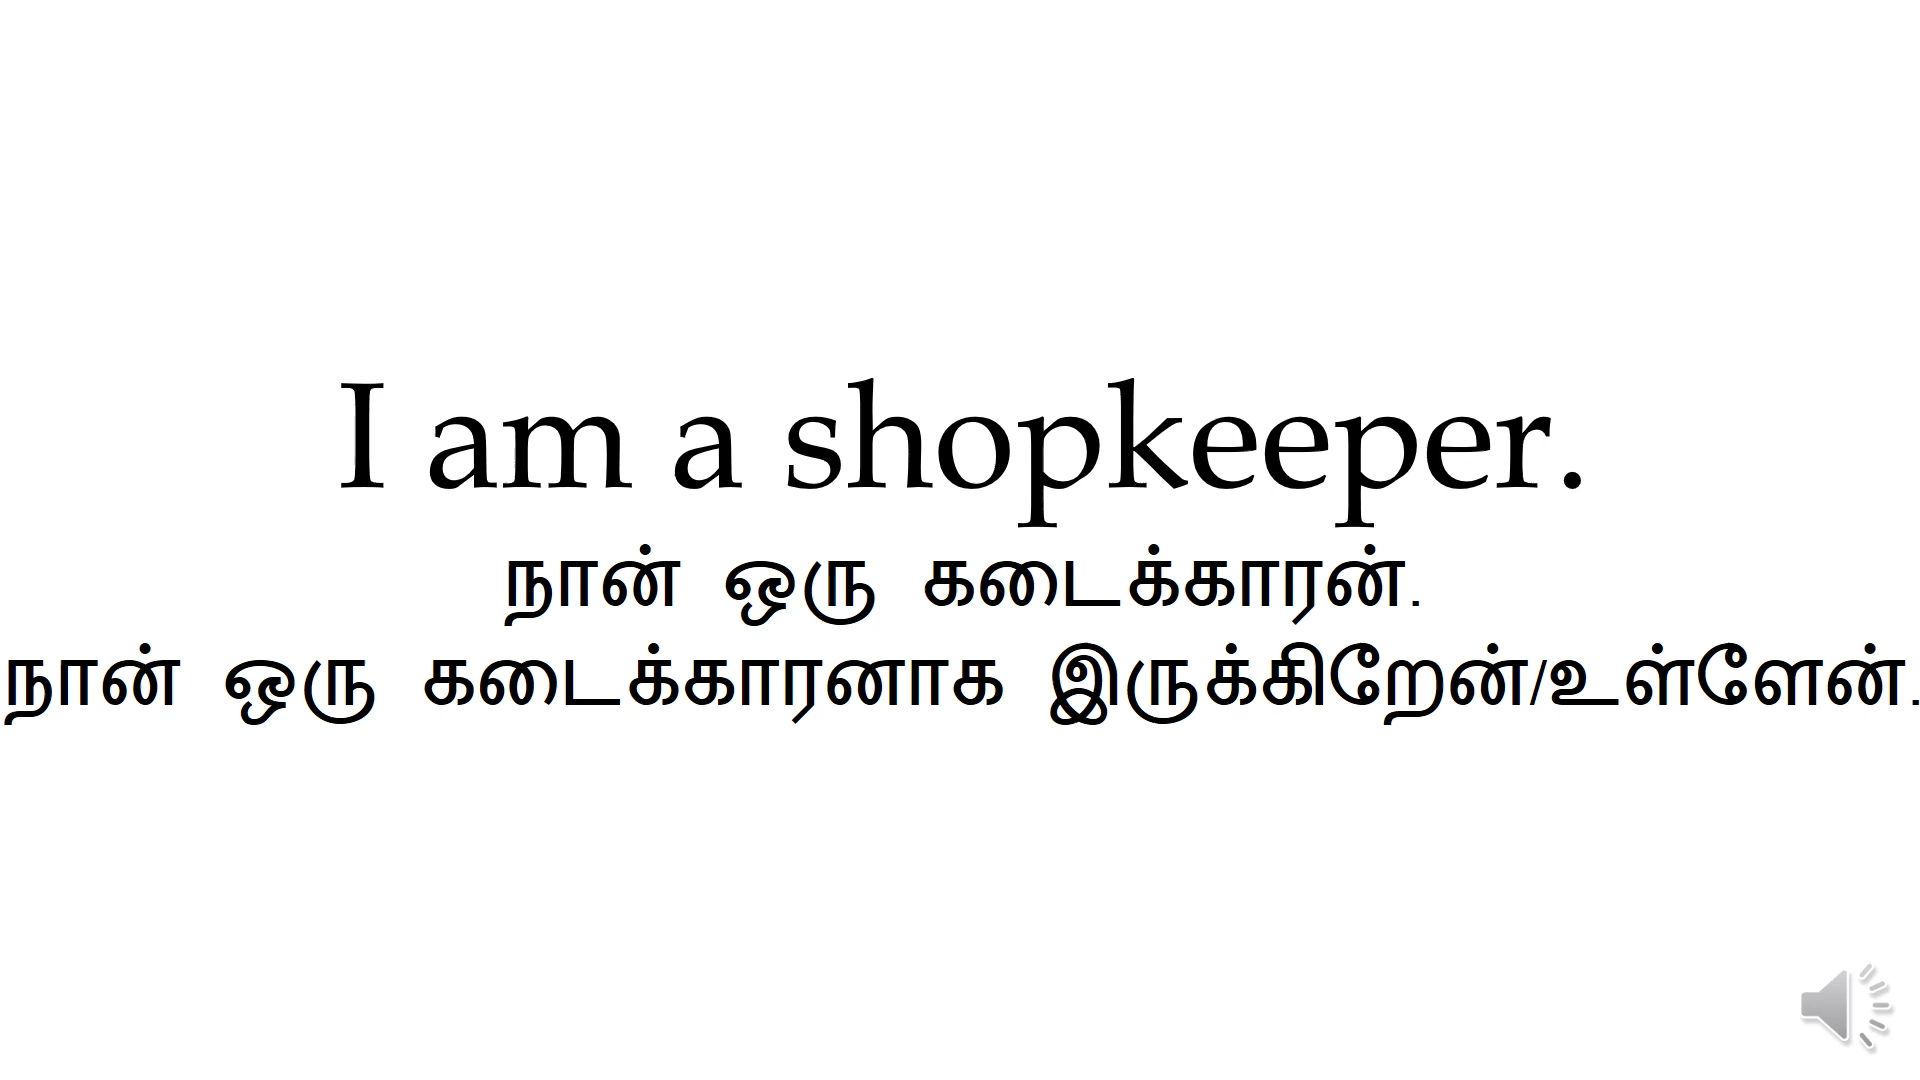 I am a shopkeeper.
நான் ஒரு கடைக்காரன்.
நான் ஒரு கடைக்காரனாக இருக்கிறேன்/உள்ளேன்.